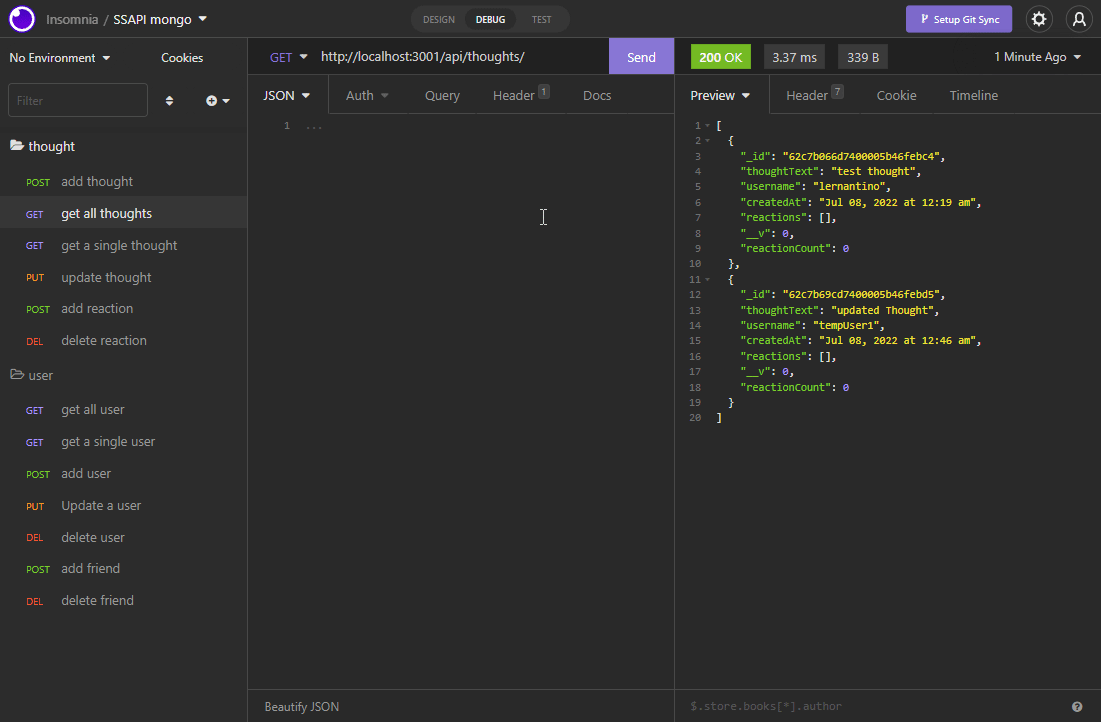 Insomnia / SSAPI mongo
DESIGN DEBUG TEST
Setup Git Sync
No Environment Cookies
Filter
thought
POST add thought
GET get all thoughts
GET get a single thought
PUT update thought
POST add reaction
DEL delete reaction
user
GET get all user
GET get a single user
POST add user
PUT Update a user
DEL delete user
POST add friend
DEL delete friend
GET http://localhost:3001/api/thoughts/ Send
JSON Auth Query Header 1 Docs
1 ...
Beautify JSON
200 OK 3.37 ms 339 B 1 Minute Ago
Preview Header 7 Cookie Timeline
1 [
2 {
3 "_id": "62c7b066d7400005b46febc4",
4 "thoughtText": "test thought",
5 "username": "lernantino",
6 "createdAt": "Jul 08, 2022 at 12:19 am",
7 "reactions": [],
8 "__v": 0,
9 "reactionCount": 0
10 },
11 {
12 "_id": "62c7b69cd7400005b46febd5",
13 "thoughtText": "updated Thought",
14 "username": "tempUser1",
15 "createdAt": "Jul 08, 2022 at 12:46 am",
16 "reactions": [],
17 "__v": 0,
18 "reactionCount": 0
19 }
20 ]
$.store.books[*].author